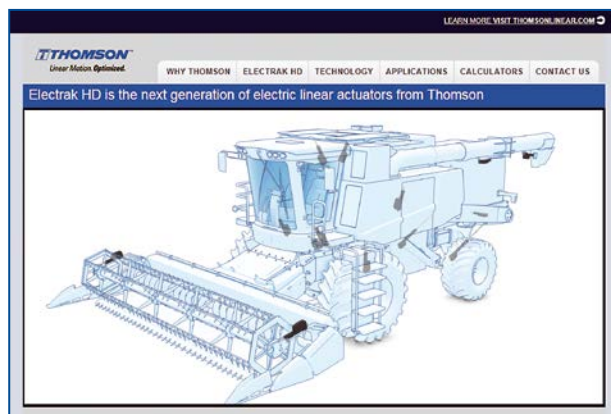 LEARN MORE VISIT THOMSONLINEAR.COM
THOMSON
Linear Motion. Optimized.
WHY THOMSON ELECTRAK HD TECHNOLOGY APPLICATIONS CALCULATORS CONTACT US
Electrak HD is the next generation of electric linear actuators from Thomson